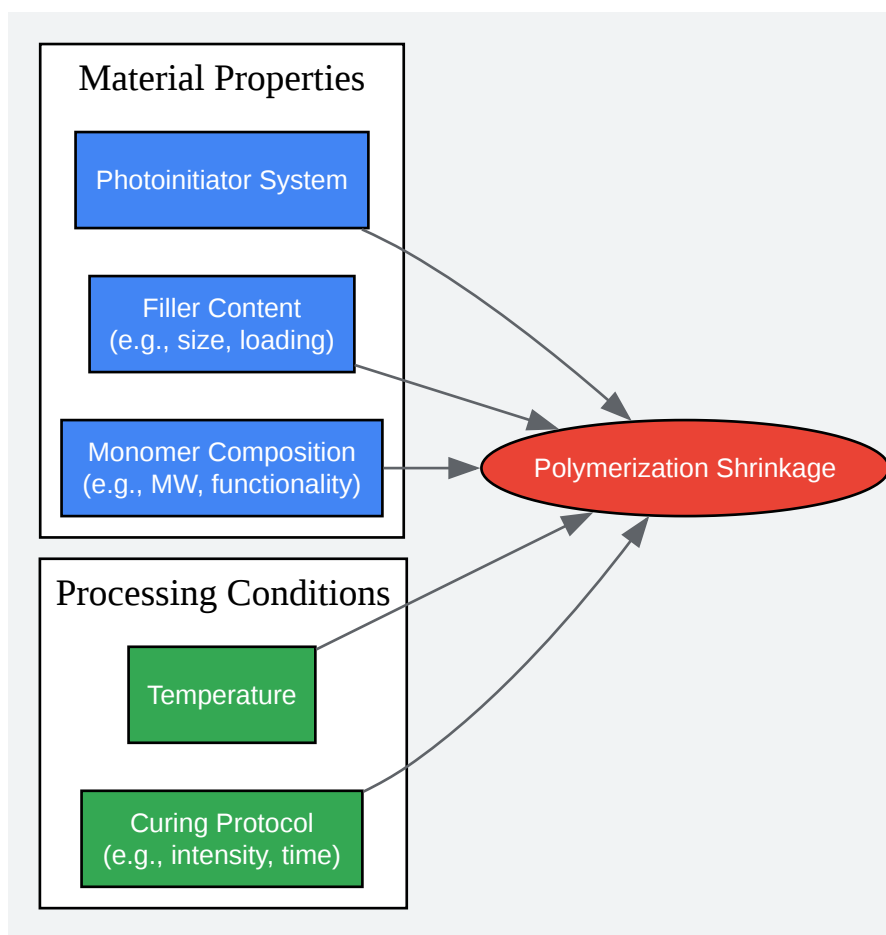 Material Properties
Photoinitiator System
Filler Content
(e.g., size, loading)
Monomer Composition
(e.g., MW, functionality)
Polymerization Shrinkage
Processing Conditions
Temperature
Curing Protocol
(e.g., intensity, time)